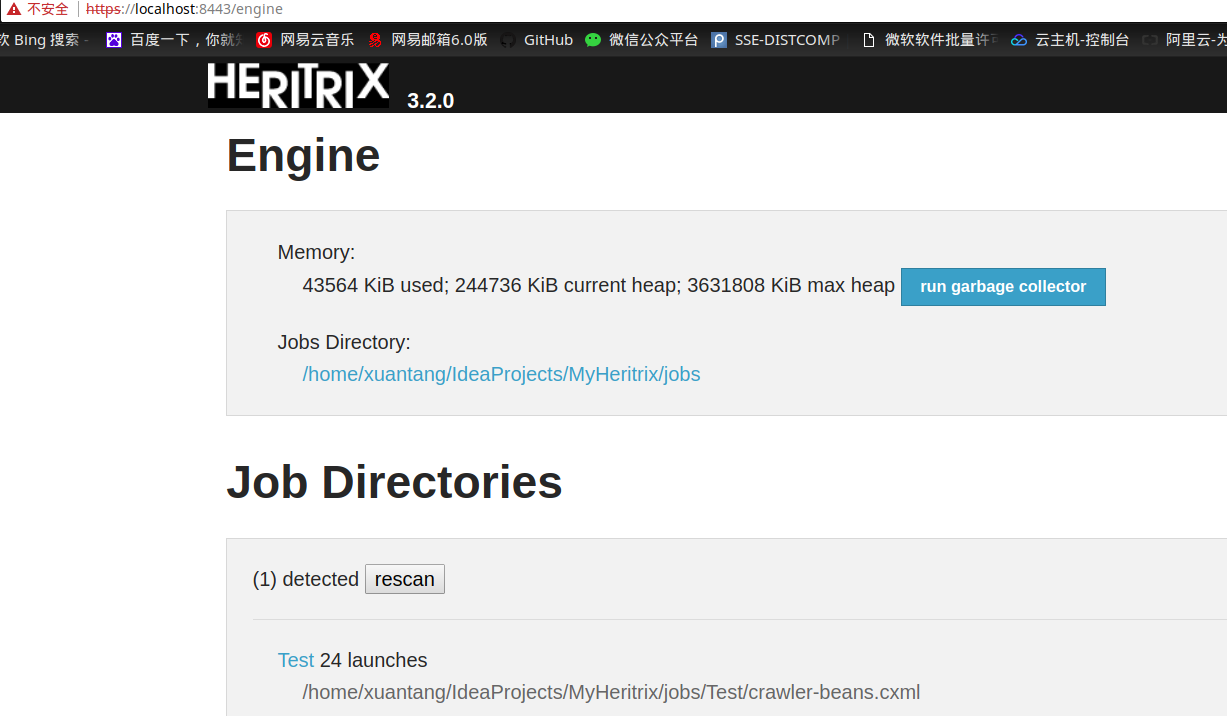 不安全 https://localhost:8443/engine
软 Bing 搜索 - 百度一下，你就知 网易云音乐 网易邮箱6.0版 GitHub 微信公众平台 SSE-DISTCOMP 微软软件批量许可 云主机-控制台 阿里云-为
HERITRIX 3.2.0
Engine
Memory:
43564 KiB used; 244736 KiB current heap; 3631808 KiB max heap run garbage collector
Jobs Directory:
/home/xuantang/IdeaProjects/MyHeritrix/jobs
Job Directories
(1) detected rescan
Test 24 launches
/home/xuantang/IdeaProjects/MyHeritrix/jobs/Test/crawler-beans.cxml